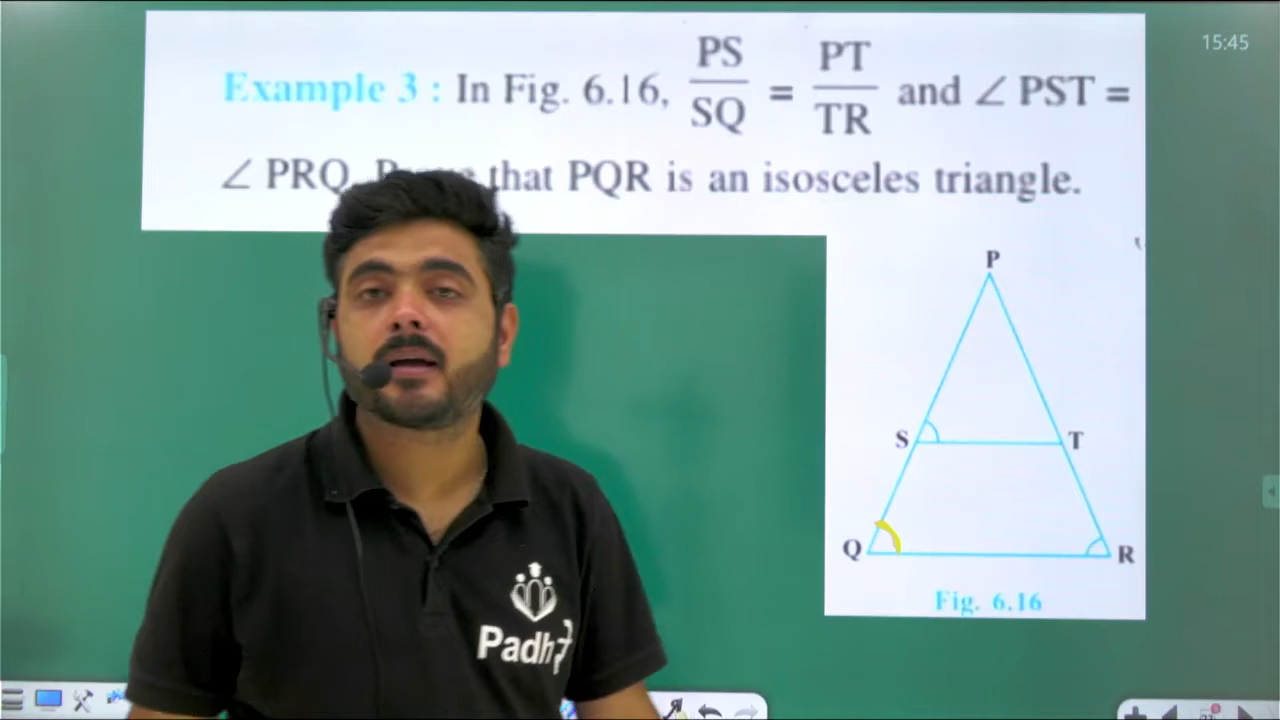 15:45
Example 3 : In Fig. 6.16, PS/SQ = PT/TR and ∠ PST =
∠ PRQ. that PQR is an isosceles triangle.
P
S T
Q R
Fig. 6.16
Padh